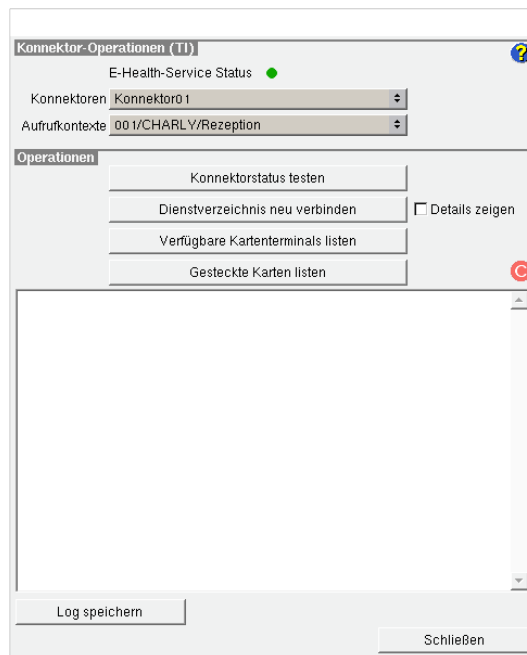 Konnektor-Operationen (TI)
?
E-Health-Service Status
Konnektoren Konnektor01
Aufrufkontexte 001/CHARLY/Rezeption
Operationen
Konnektorstatus testen
Dienstverzeichnis neu verbinden Details zeigen
Verfügbare Kartenterminals listen
Gesteckte Karten listen
C
Log speichern
Schließen